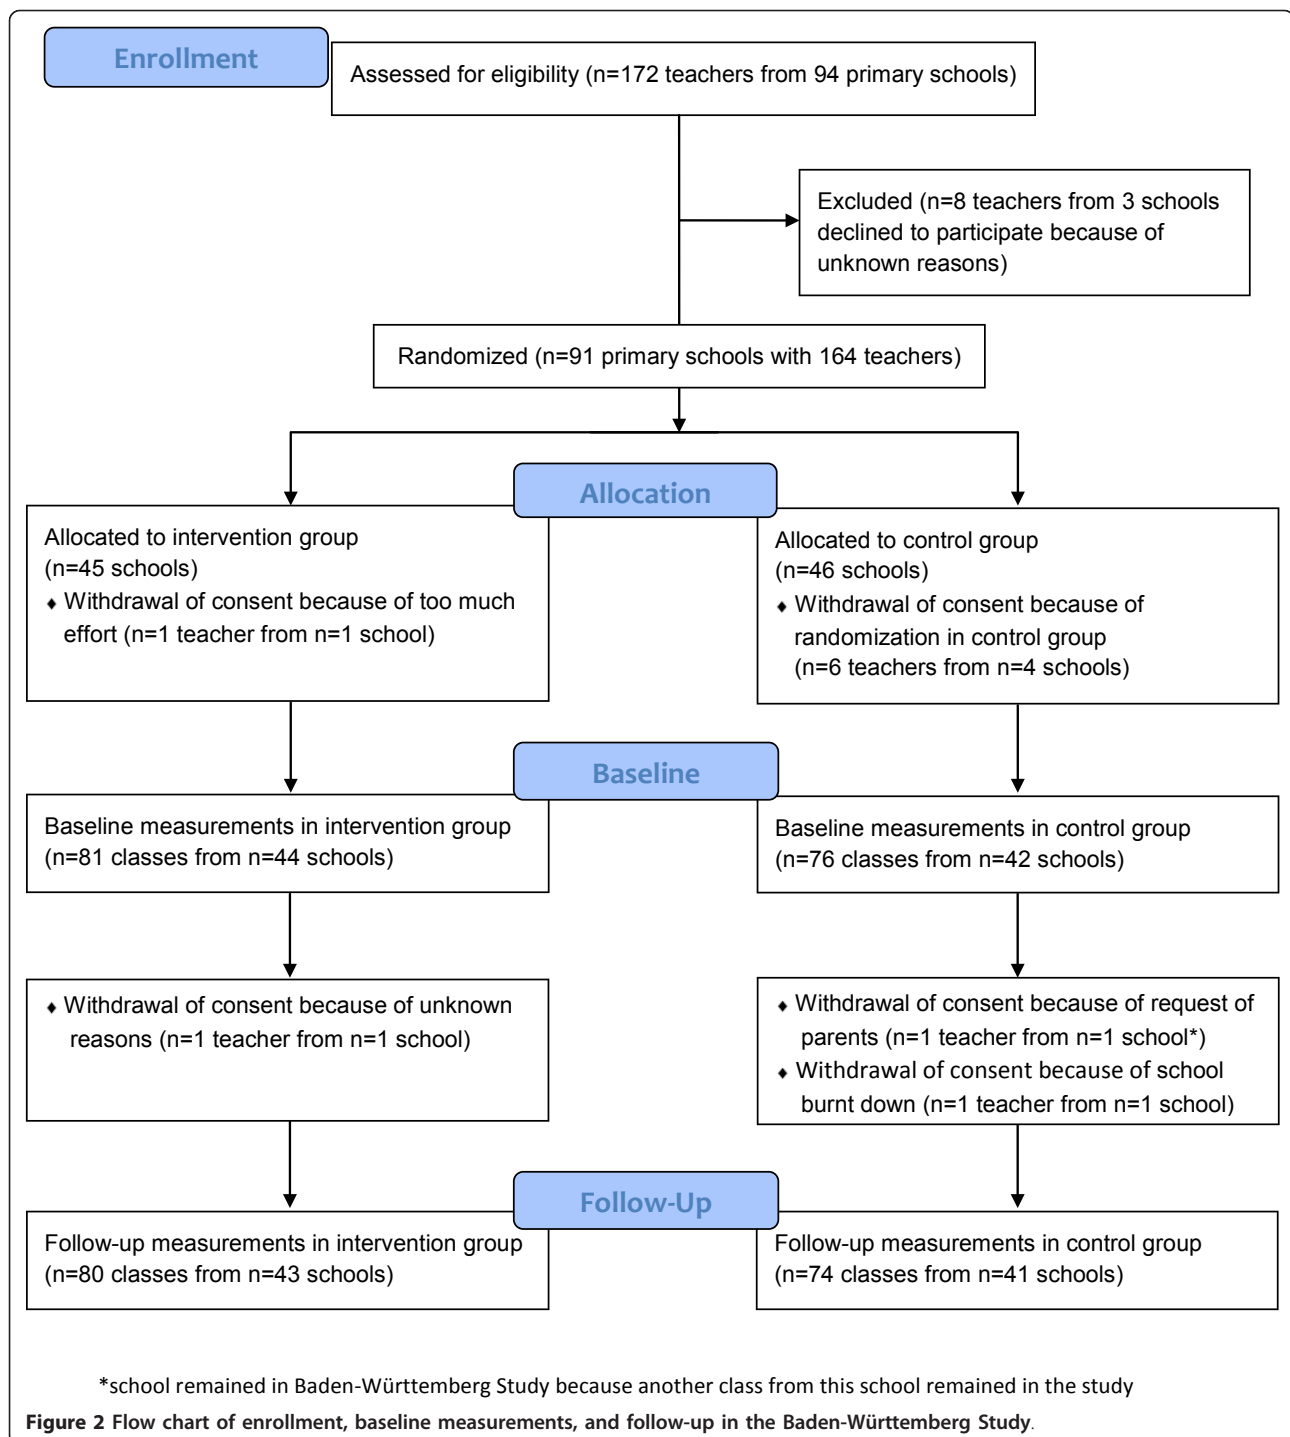 Enrollment
Assessed for eligibility (n=172 teachers from 94 primary schools)
Excluded (n=8 teachers from 3 schools
declined to participate because of
unknown reasons)
Randomized (n=91 primary schools with 164 teachers)
Allocation
Allocated to intervention group
(n=45 schools)
♦ Withdrawal of consent because of too much
effort (n=1 teacher from n=1 school)
Allocated to control group
(n=46 schools)
♦ Withdrawal of consent because of
randomization in control group
(n=6 teachers from n=4 schools)
Baseline
Baseline measurements in intervention group
(n=81 classes from n=44 schools)
Baseline measurements in control group
(n=76 classes from n=42 schools)
♦ Withdrawal of consent because of unknown
reasons (n=1 teacher from n=1 school)
♦ Withdrawal of consent because of request of
parents (n=1 teacher from n=1 school*)
♦ Withdrawal of consent because of school
burnt down (n=1 teacher from n=1 school)
Follow-Up
Follow-up measurements in intervention group
(n=80 classes from n=43 schools)
Follow-up measurements in control group
(n=74 classes from n=41 schools)
*school remained in Baden-Württemberg Study because another class from this school remained in the study
Figure 2 Flow chart of enrollment, baseline measurements, and follow-up in the Baden-Württemberg Study.